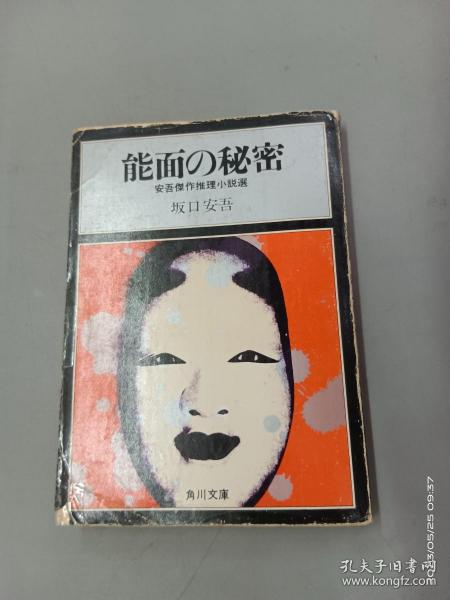 能面の秘密
安吾傑作推理小説選
坂口安吾
角川文庫
2023/05/25 09:37
孔夫子旧书网
www.kongfz.com